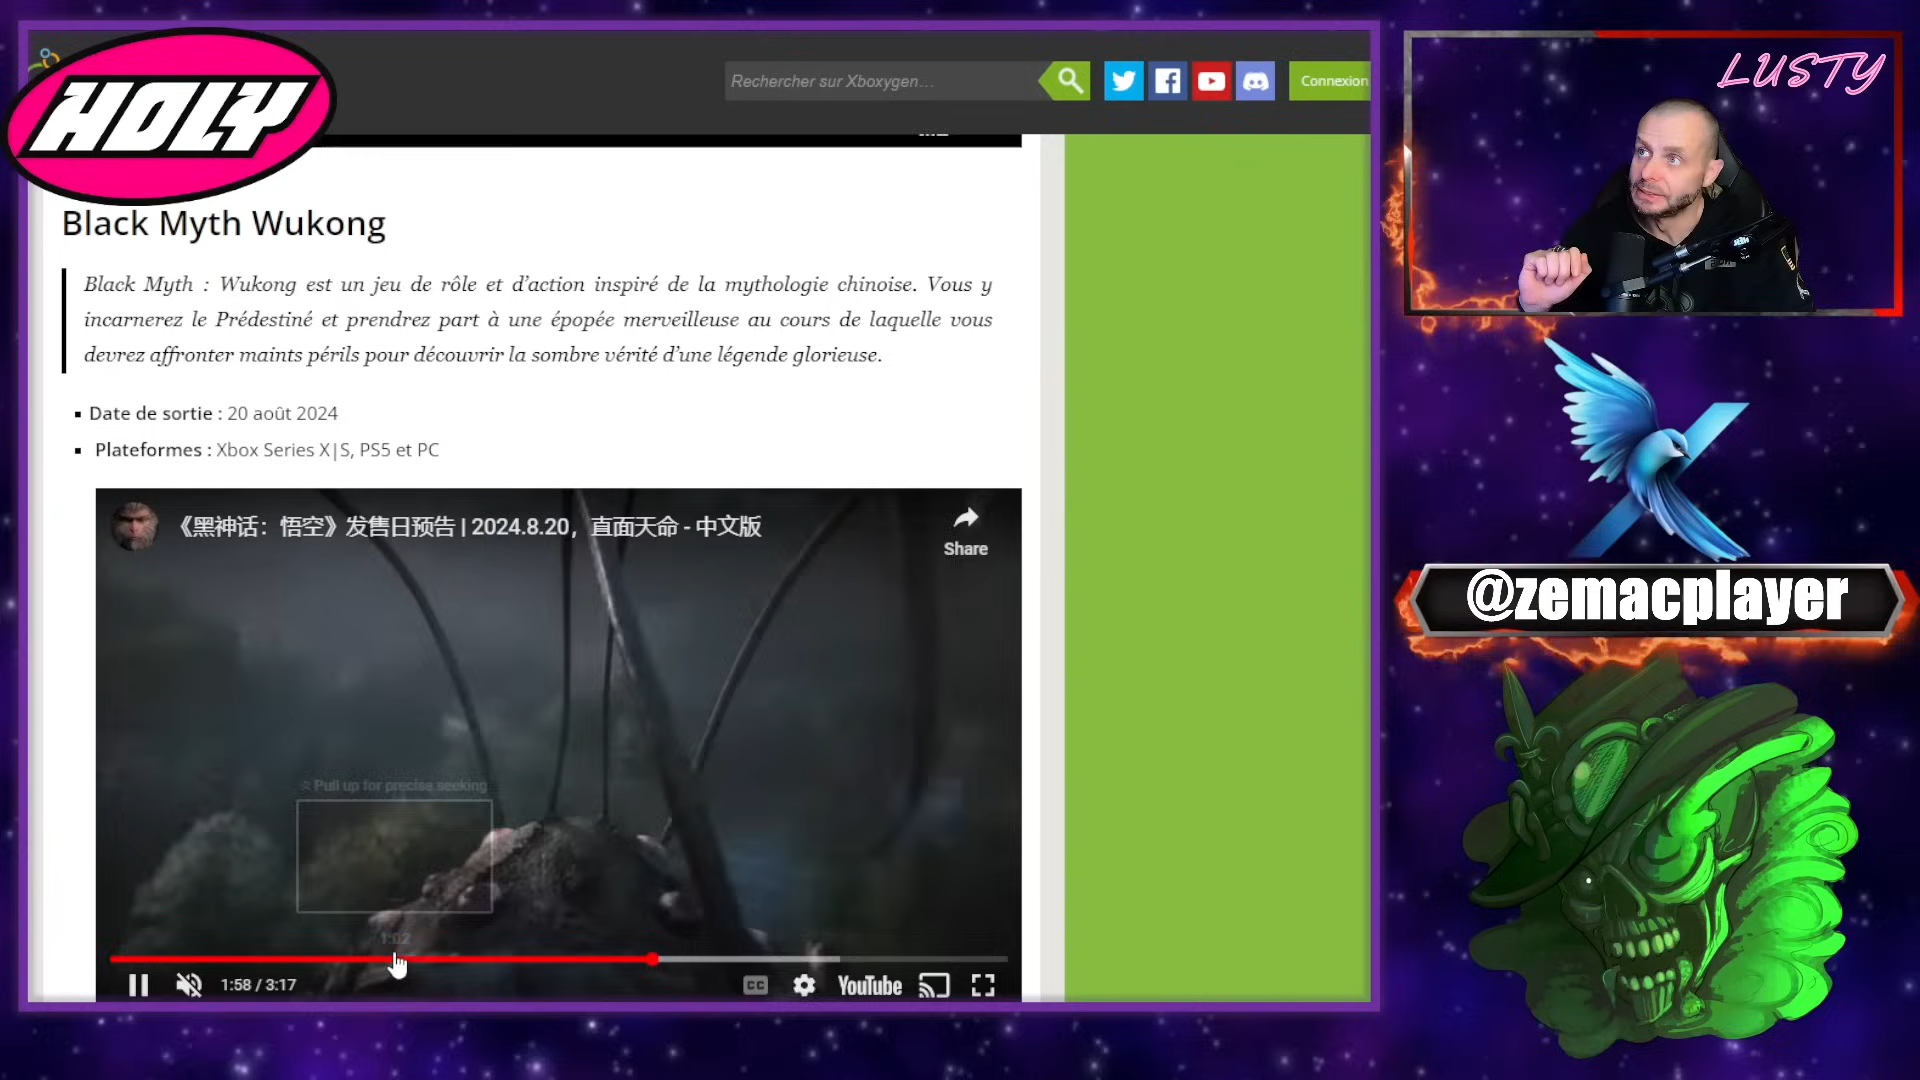 HOLY
Rechercher sur Xboxygen...
Connexion
LUSTY
Black Myth Wukong
Black Myth : Wukong est un jeu de rôle et d'action inspiré de la mythologie chinoise. Vous y
incarnerez le Prédestiné et prendrez part à une épopée merveilleuse au cours de laquelle vous
devrez affronter maints périls pour découvrir la sombre vérité d'une légende glorieuse.
Date de sortie : 20 août 2024
Plateformes : Xbox Series X|S, PS5 et PC
《黑神话：悟空》发售日预告 | 2024.8.20，直面天命 - 中文版
Share
@zemacplayer
Pull up for precise seeking
1:02
1:58 / 3:17
CC
YouTube